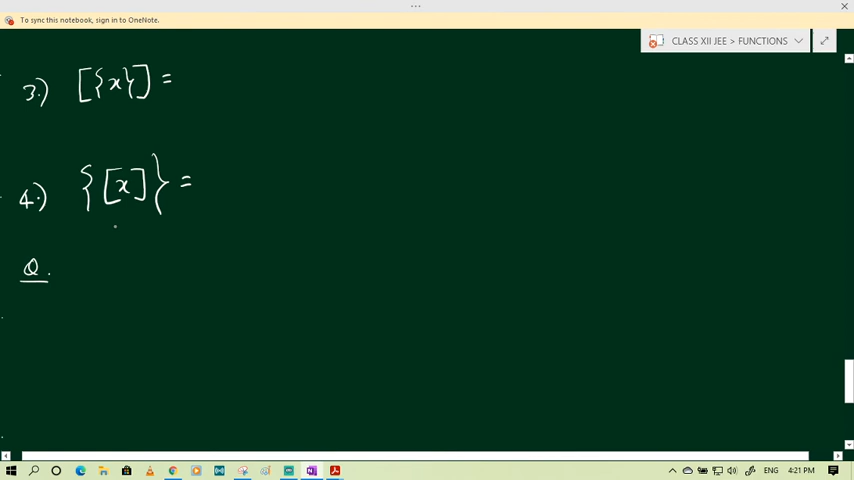 ...
To sync this notebook, sign in to OneNote.
CLASS XII JEE > FUNCTIONS
3.) [{x}] =
4.) {[x]} =
Q.
ENG 4:21 PM